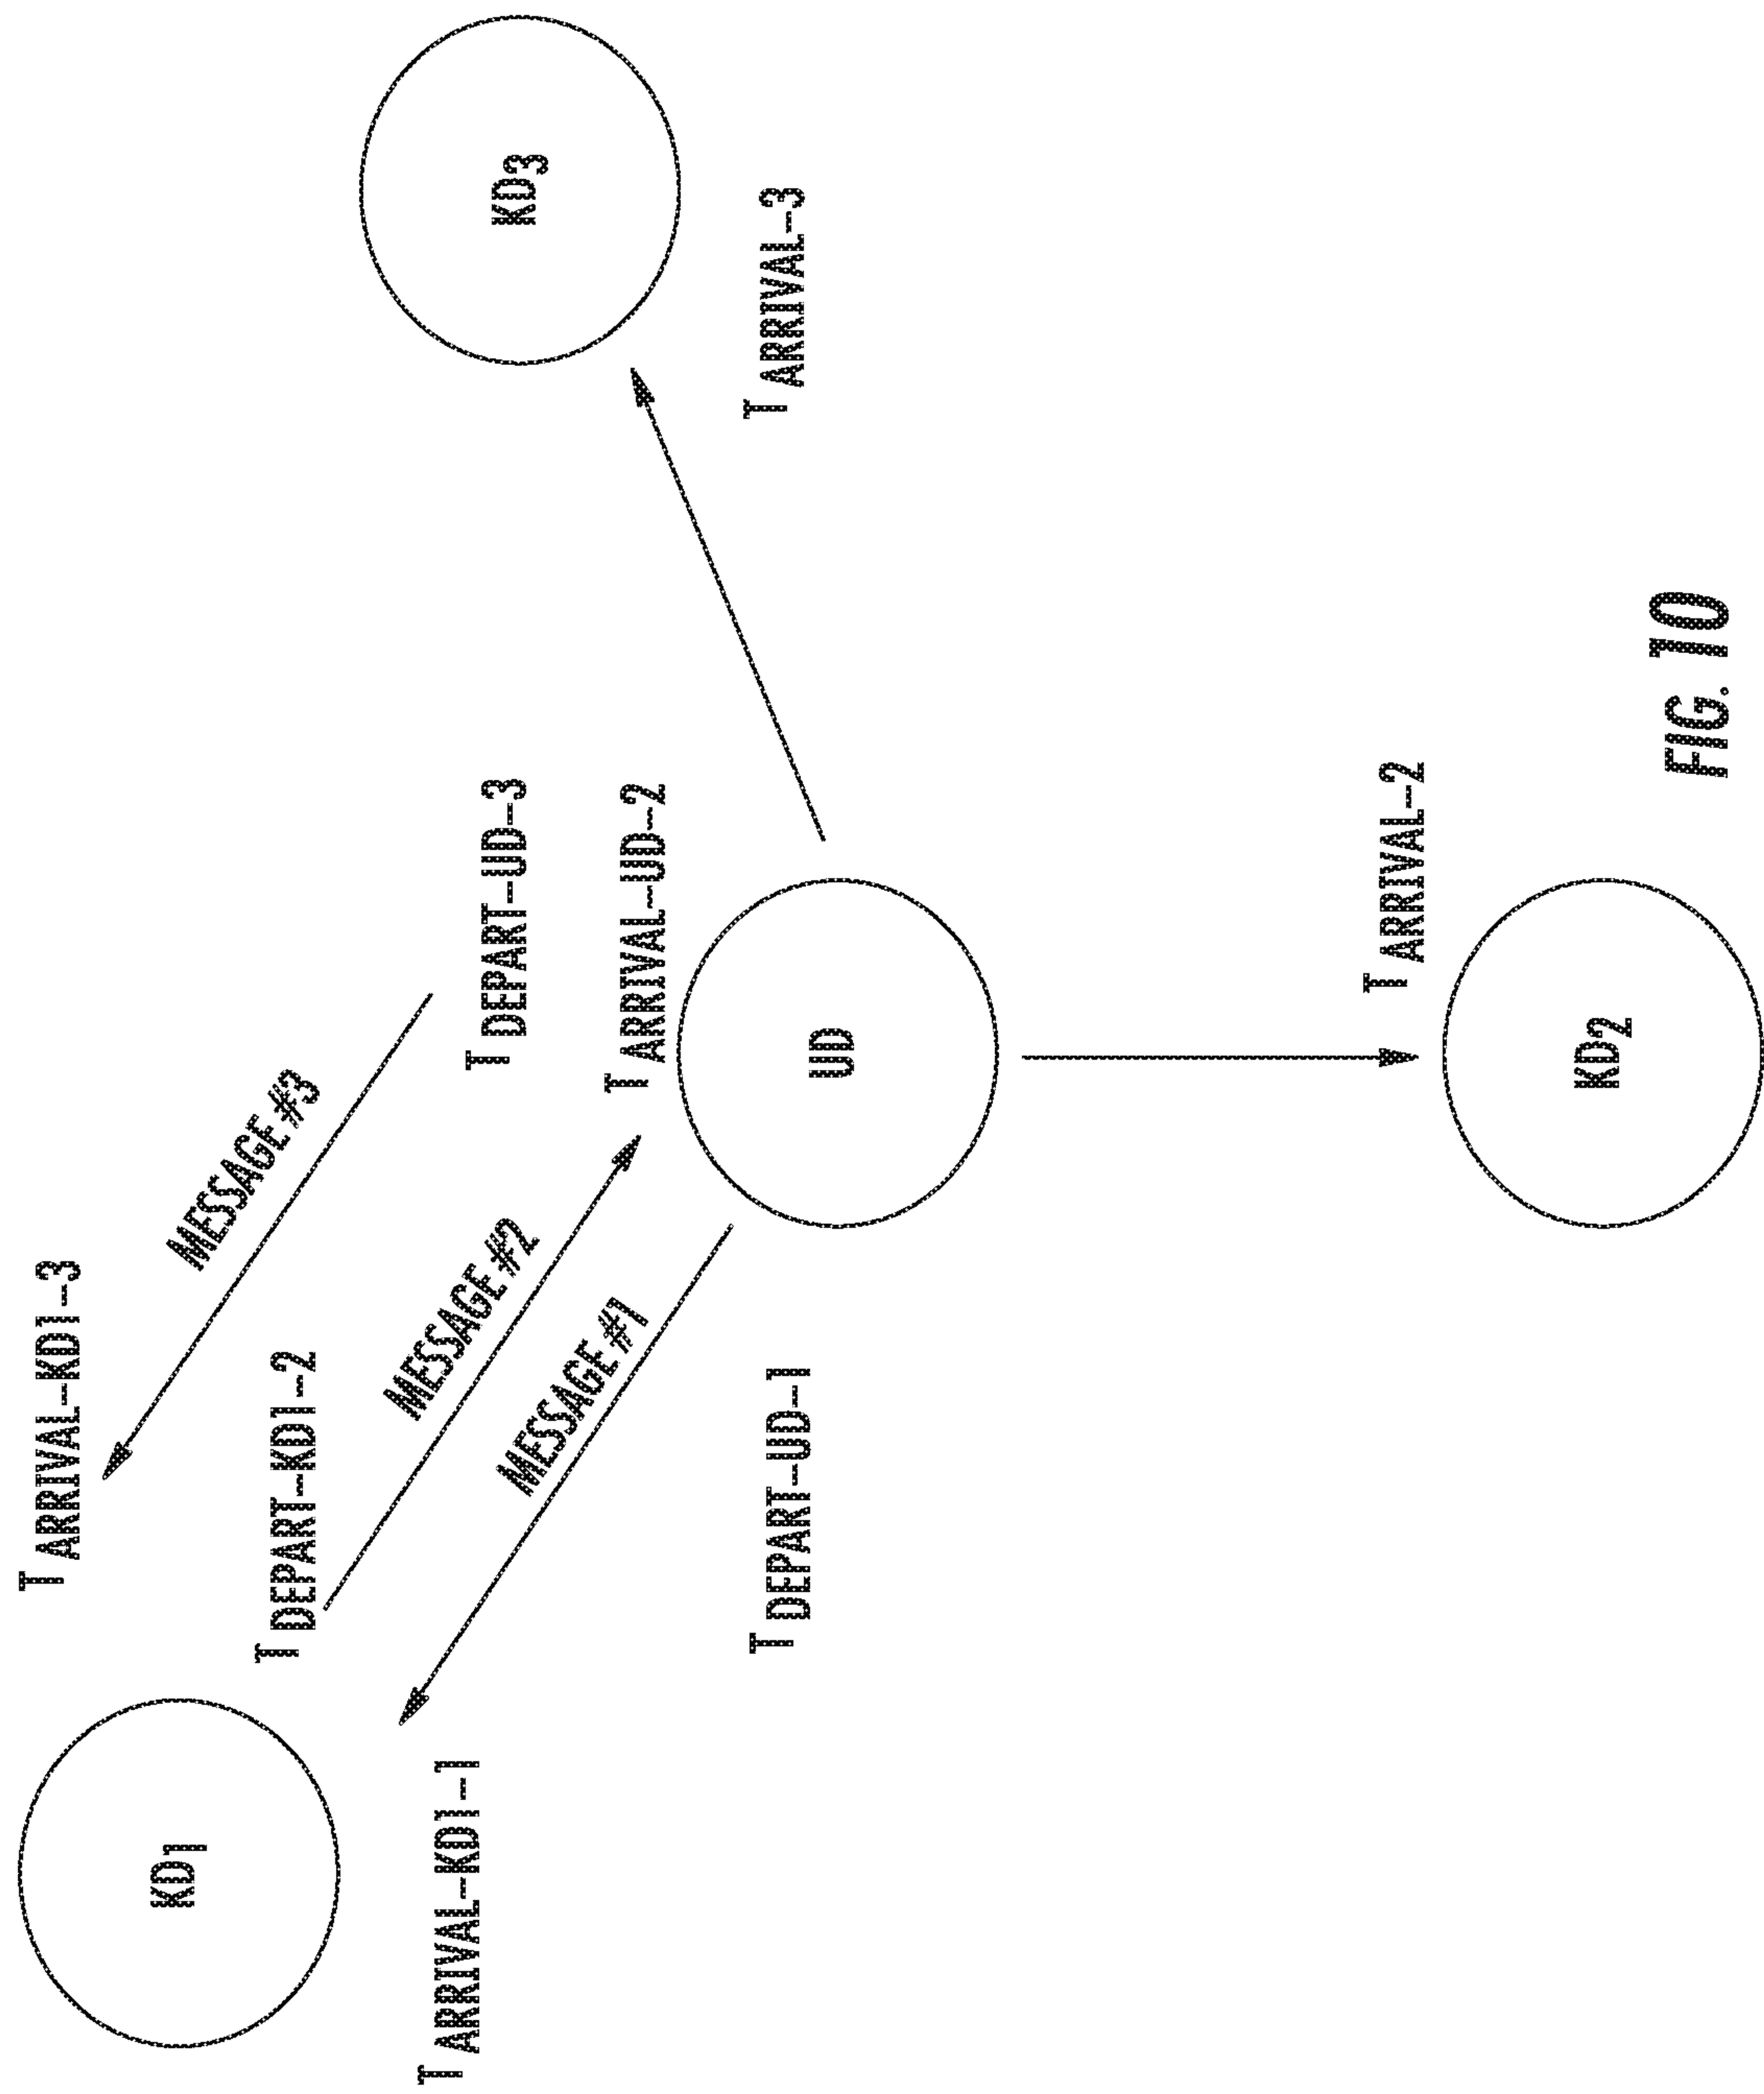 T ARRIVAL-KD1-3
MESSAGE #3
KD1
T DEPART-KD1-2
MESSAGE #2
T DEPART-UD-3
KD3
T ARRIVAL-KD1-1
MESSAGE #1
T ARRIVAL-UD-2
T DEPART-UD-1
UD
T ARRIVAL-3
KD2
T ARRIVAL-2
FIG. 10